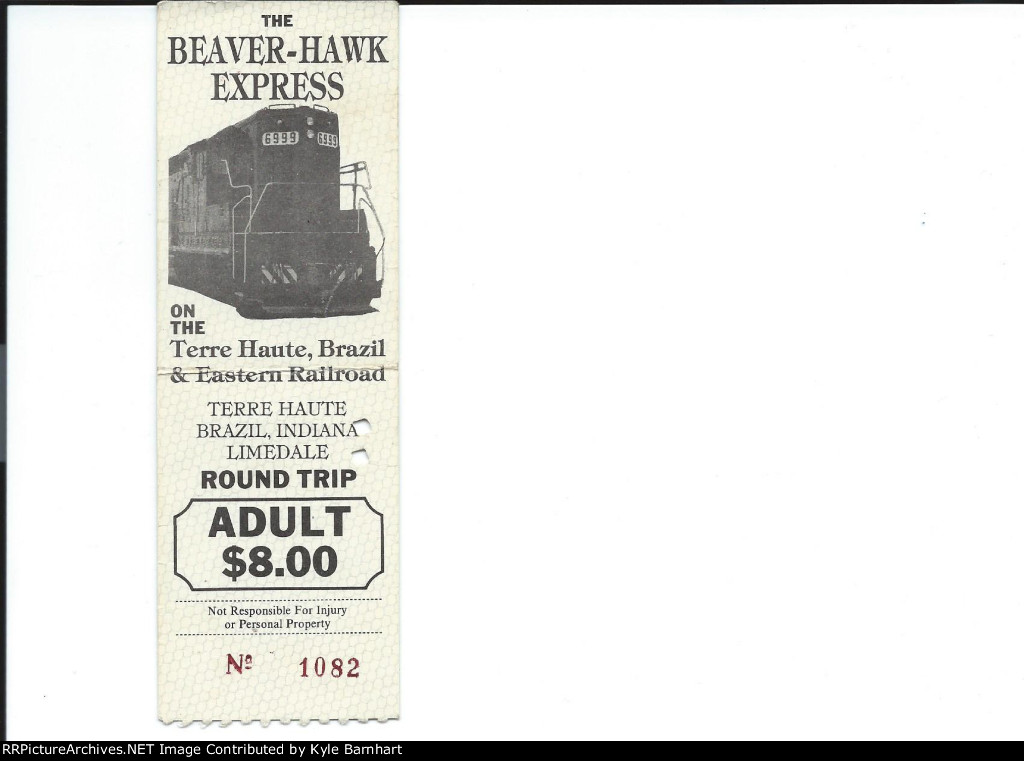 THE
BEAVER-HAWK
EXPRESS
6999
6999
ON
THE
Terre Haute, Brazil
& Eastern Railroad
TERRE HAUTE
BRAZIL, INDIANA
LIMEDALE
ROUND TRIP
ADULT
$8.00
Not Responsible For Injury
or Personal Property
Nº 1082
RRPictureArchives.NET Image Contributed by Kyle Barnhart